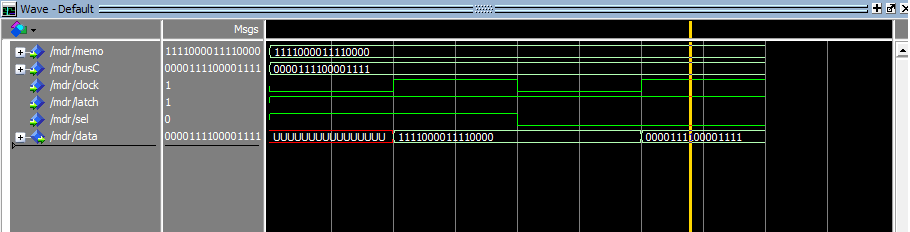 Wave - Default
Msgs
/mdr/memo 1111000011110000 1111000011110000
/mdr/busC 0000111100001111 0000111100001111
/mdr/clock 1
/mdr/latch 1
/mdr/sel 0
/mdr/data 0000111100001111 UUUUUUUUUUUUUUUU 1111000011110000 0000111100001111